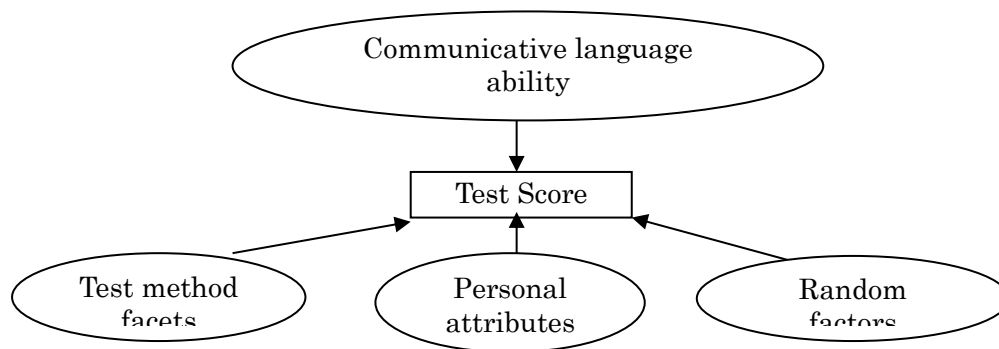 Communicative language
ability
Test Score
Test method
facets
Personal
attributes
Random
factors